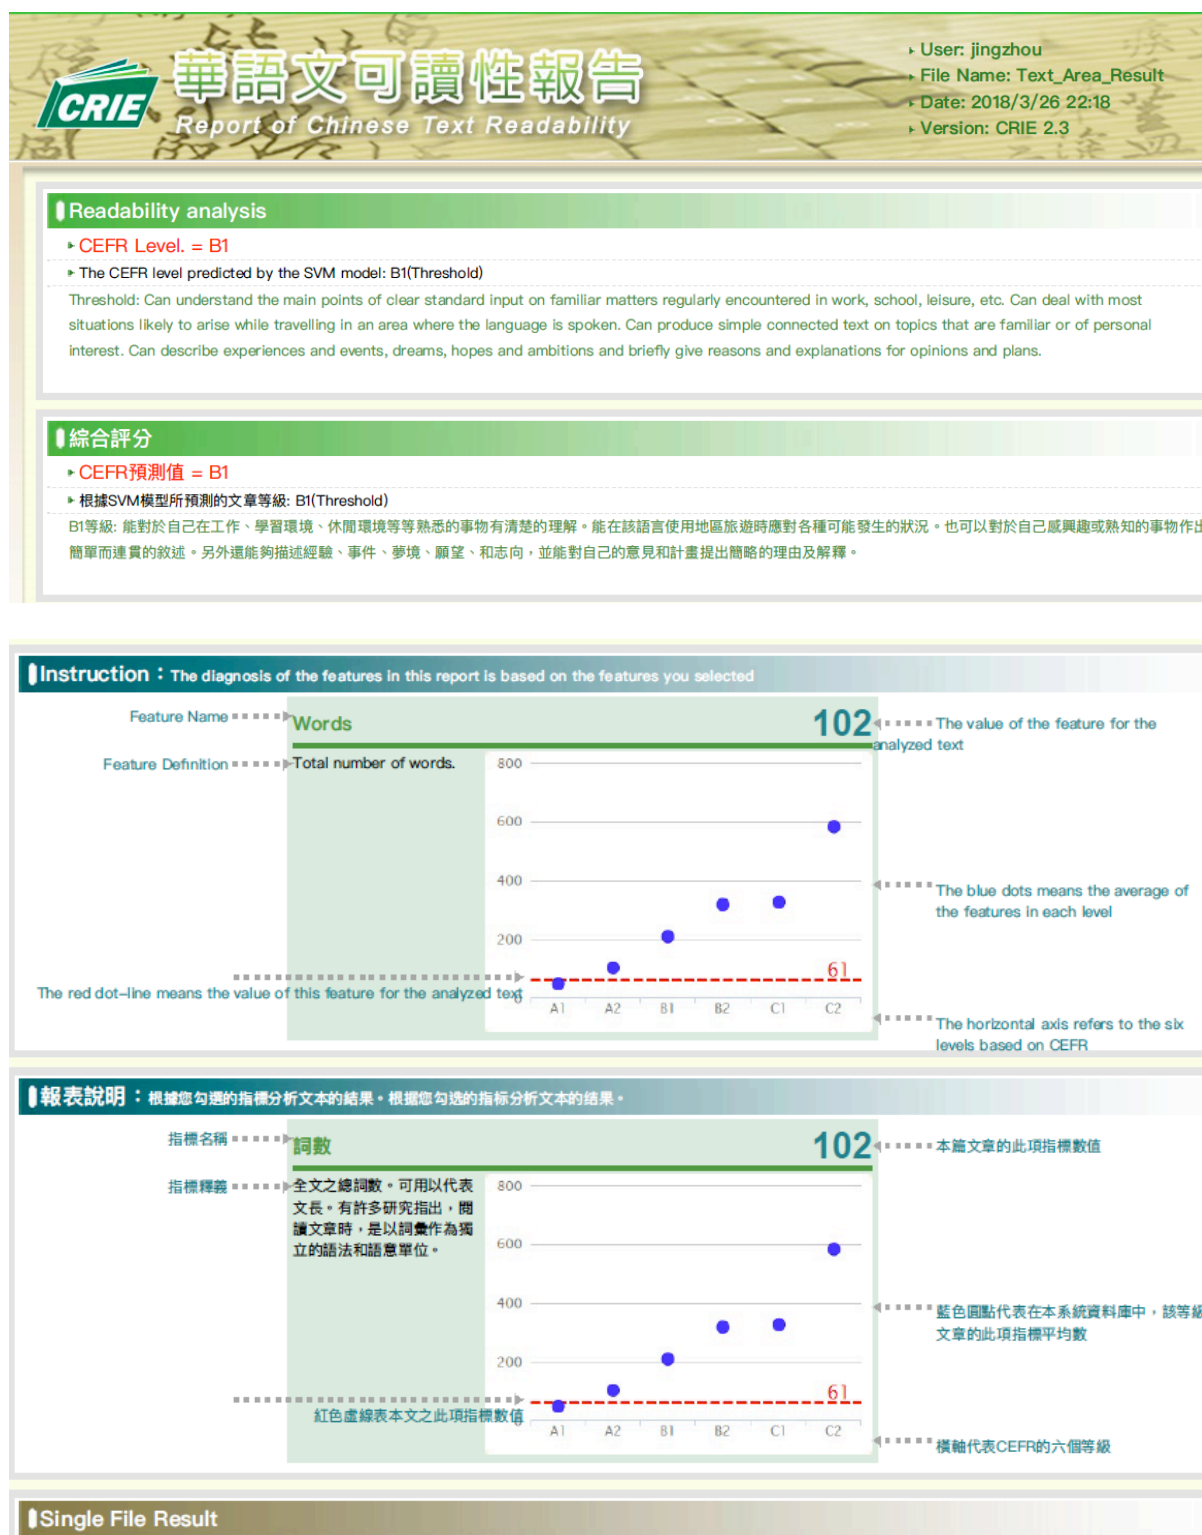 CRIE
華語文可讀性報告
Report of Chinese Text Readability
User: jingzhou
File Name: Text_Area_Result
Date: 2018/3/26 22:18
Version: CRIE 2.3
Readability analysis
CEFR Level. = B1
The CEFR level predicted by the SVM model: B1(Threshold)
Threshold: Can understand the main points of clear standard input on familiar matters regularly encountered in work, school, leisure, etc. Can deal with most
situations likely to arise while travelling in an area where the language is spoken. Can produce simple connected text on topics that are familiar or of personal
interest. Can describe experiences and events, dreams, hopes and ambitions and briefly give reasons and explanations for opinions and plans.
綜合評分
CEFR預測值 = B1
根據SVM模型所預測的文章等級: B1(Threshold)
B1等級: 能對於自己在工作、學習環境、休閒環境等等熟悉的事物有清楚的理解。能在該語言使用地區旅遊時應對各種可能發生的狀況。也可以對於自己感興趣或熟知的事物作出
簡單而連貫的敘述。另外還能夠描述經驗、事件、夢境、願望、和志向，並能對自己的意見和計畫提出簡略的理由及解釋。
Instruction：The diagnosis of the features in this report is based on the features you selected
Feature Name
Words
102
The value of the feature for the
analyzed text
Feature Definition
Total number of words.
800
600
400
200
0
The blue dots means the average of
the features in each level
61
The red dot-line means the value of this feature for the analyzed text
A1 A2 B1 B2 C1 C2
The horizontal axis refers to the six
levels based on CEFR
報表說明：根據您勾選的指標分析文本的結果。根据您勾选的指标分析文本的结果。
指標名稱
詞數
102
本篇文章的此項指標數值
指標釋義
全文之總詞數。可用以代表
文長。有許多研究指出，閱
讀文章時，是以詞彙作為獨
立的語法和語意單位。
800
600
400
200
0
藍色圓點代表在本系統資料庫中，該等級
文章的此項指標平均數
61
紅色虛線表本文之此項指標數值
A1 A2 B1 B2 C1 C2
橫軸代表CEFR的六個等級
Single File Result